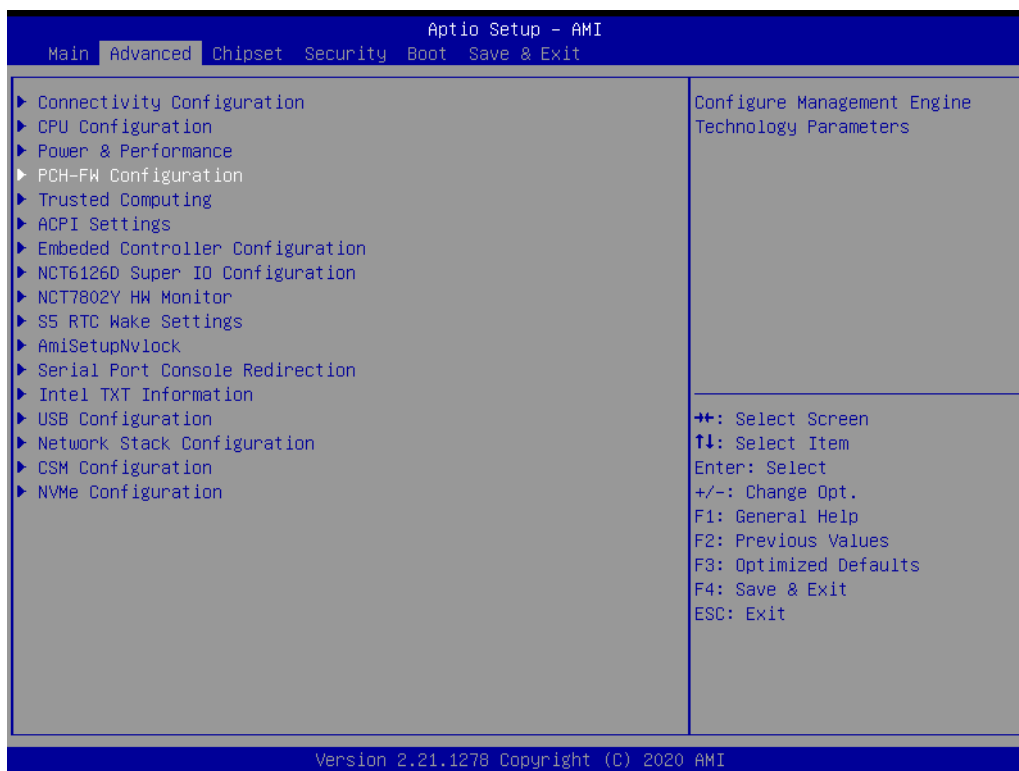 Aptio Setup – AMI
Main Advanced Chipset Security Boot Save & Exit
▶ Connectivity Configuration
▶ CPU Configuration
▶ Power & Performance
▶ PCH-FW Configuration
▶ Trusted Computing
▶ ACPI Settings
▶ Embeded Controller Configuration
▶ NCT6126D Super IO Configuration
▶ NCT7802Y HW Monitor
▶ S5 RTC Wake Settings
▶ AmiSetupNvlock
▶ Serial Port Console Redirection
▶ Intel TXT Information
▶ USB Configuration
▶ Network Stack Configuration
▶ CSM Configuration
▶ NVMe Configuration
Configure Management Engine
Technology Parameters
→←: Select Screen
↑↓: Select Item
Enter: Select
+/-: Change Opt.
F1: General Help
F2: Previous Values
F3: Optimized Defaults
F4: Save & Exit
ESC: Exit
Version 2.21.1278 Copyright (C) 2020 AMI